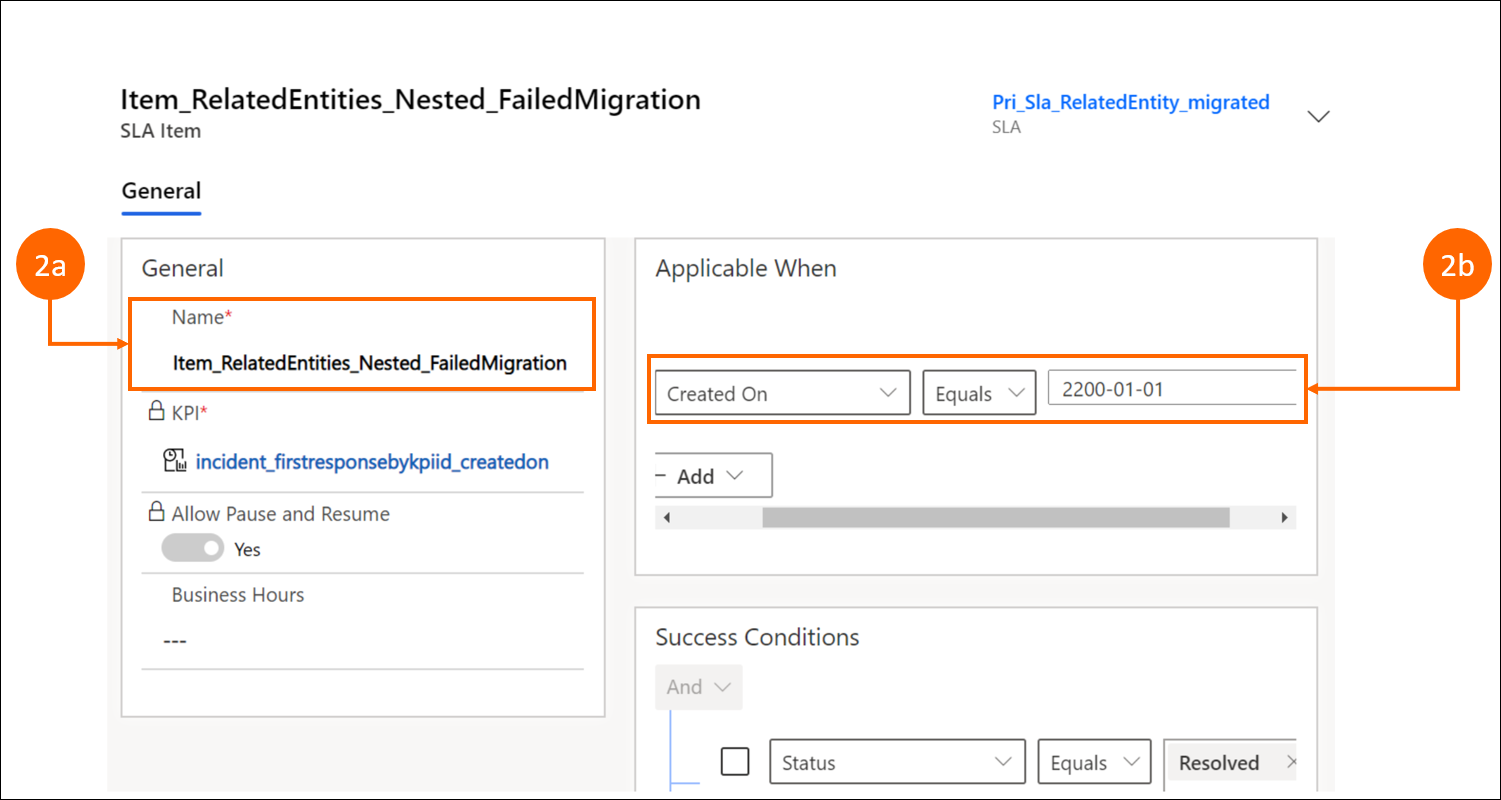 Item_RelatedEntities_Nested_FailedMigration
SLA Item
Pri_Sla_RelatedEntity_migrated
SLA
General
2a
General
Name*
Item_RelatedEntities_Nested_FailedMigration
KPI*
incident_firstresponsebykpiid_createdon
Allow Pause and Resume
Yes
Business Hours
---
2b
Applicable When
Created On Equals 2200-01-01
Add
Success Conditions
And
Status Equals Resolved